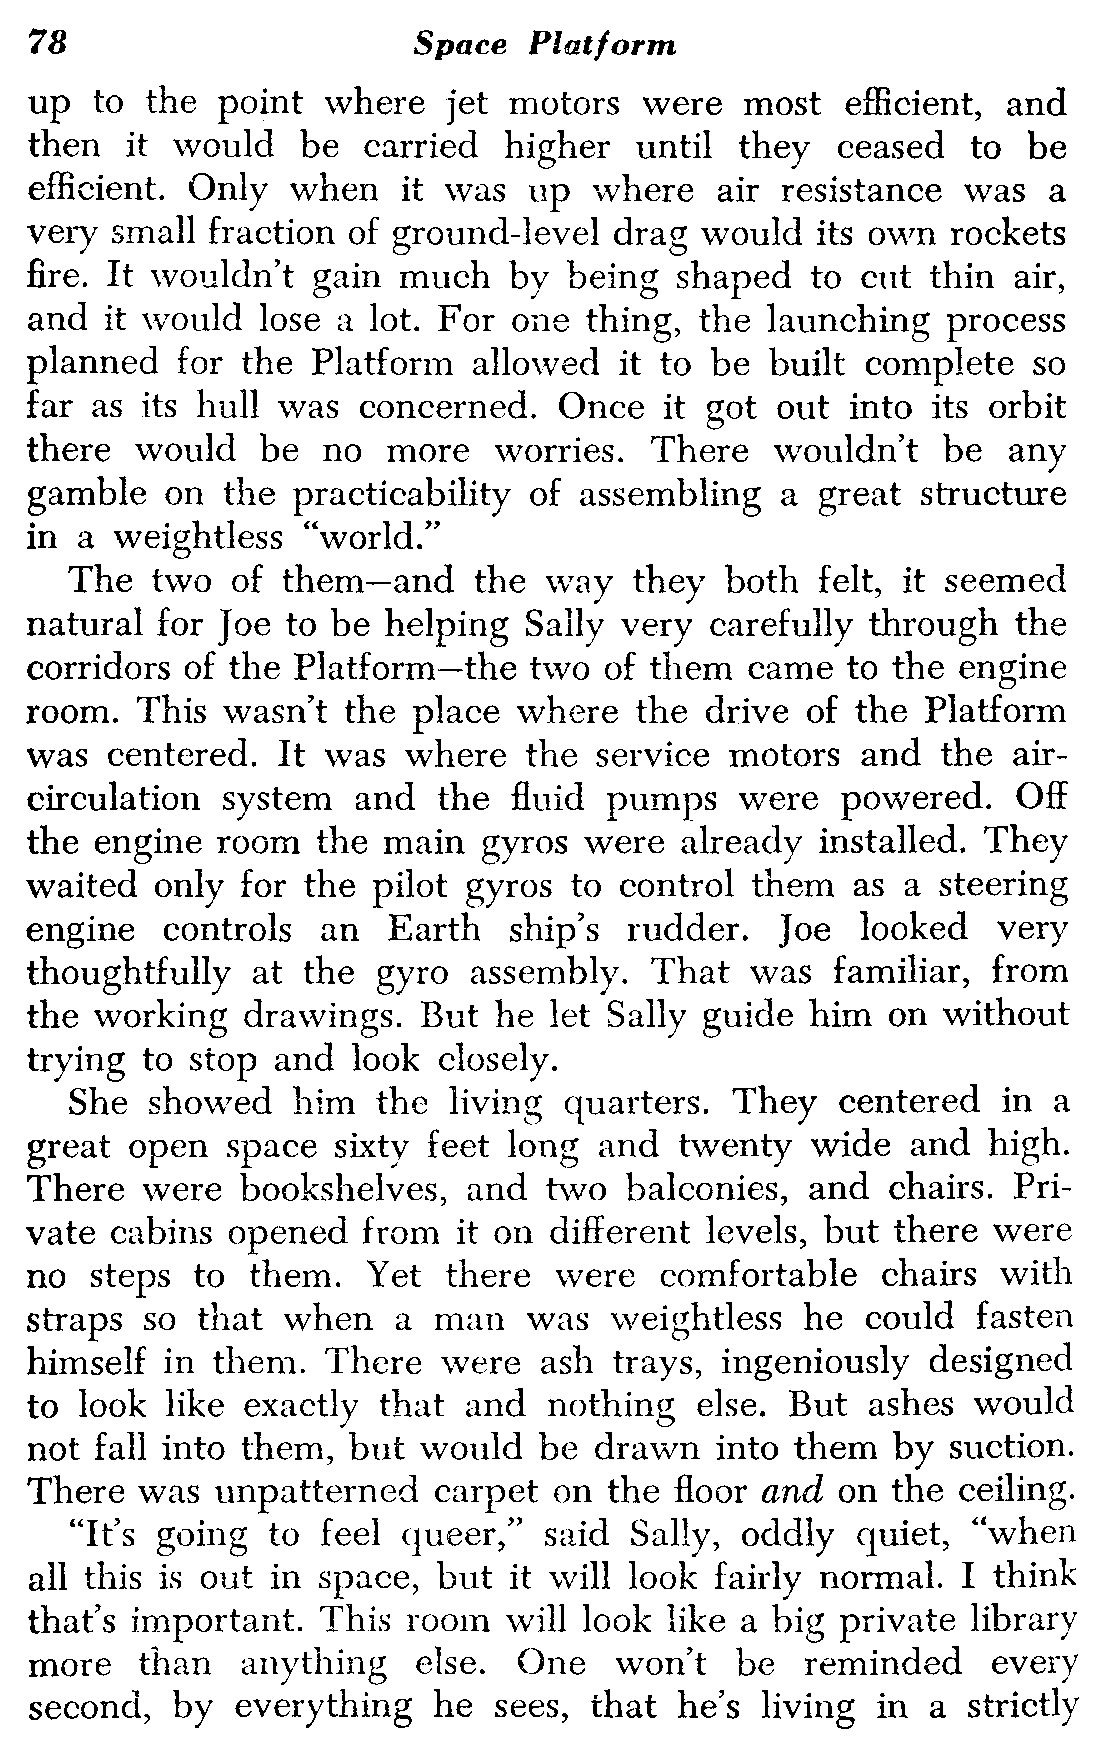 78 Space Platform
up to the point where jet motors were most efficient, and
then it would be carried higher until they ceased to be
efficient. Only when it was up where air resistance was a
very small fraction of ground-level drag would its own rockets
fire. It wouldn't gain much by being shaped to cut thin air,
and it would lose a lot. For one thing, the launching process
planned for the Platform allowed it to be built complete so
far as its hull was concerned. Once it got out into its orbit
there would be no more worries. There wouldn't be any
gamble on the practicability of assembling a great structure
in a weightless “world.”
The two of them—and the way they both felt, it seemed
natural for Joe to be helping Sally very carefully through the
corridors of the Platform—the two of them came to the engine
room. This wasn't the place where the drive of the Platform
was centered. It was where the service motors and the air-
circulation system and the fluid pumps were powered. Off
the engine room the main gyros were already installed. They
waited only for the pilot gyros to control them as a steering
engine controls an Earth ship's rudder. Joe looked very
thoughtfully at the gyro assembly. That was familiar, from
the working drawings. But he let Sally guide him on without
trying to stop and look closely.
She showed him the living quarters. They centered in a
great open space sixty feet long and twenty wide and high.
There were bookshelves, and two balconies, and chairs. Pri-
vate cabins opened from it on different levels, but there were
no steps to them. Yet there were comfortable chairs with
straps so that when a man was weightless he could fasten
himself in them. There were ash trays, ingeniously designed
to look like exactly that and nothing else. But ashes would
not fall into them, but would be drawn into them by suction.
There was unpatterned carpet on the floor and on the ceiling.
“It's going to feel queer,” said Sally, oddly quiet, “when
all this is out in space, but it will look fairly normal. I think
that's important. This room will look like a big private library
more than anything else. One won't be reminded every
second, by everything he sees, that he's living in a strictly